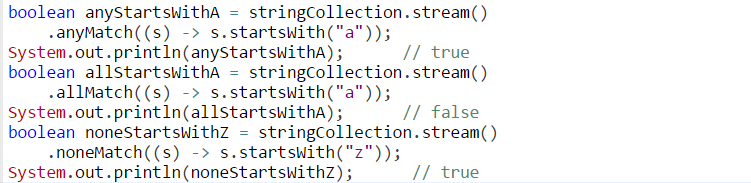 boolean anyStartsWithA = stringCollection.stream()
    .anyMatch((s) -> s.startsWith("a"));
System.out.println(anyStartsWithA);      // true
boolean allStartsWithA = stringCollection.stream()
    .allMatch((s) -> s.startsWith("a"));
System.out.println(allStartsWithA);      // false
boolean noneStartsWithZ = stringCollection.stream()
    .noneMatch((s) -> s.startsWith("z"));
System.out.println(noneStartsWithZ);      // true